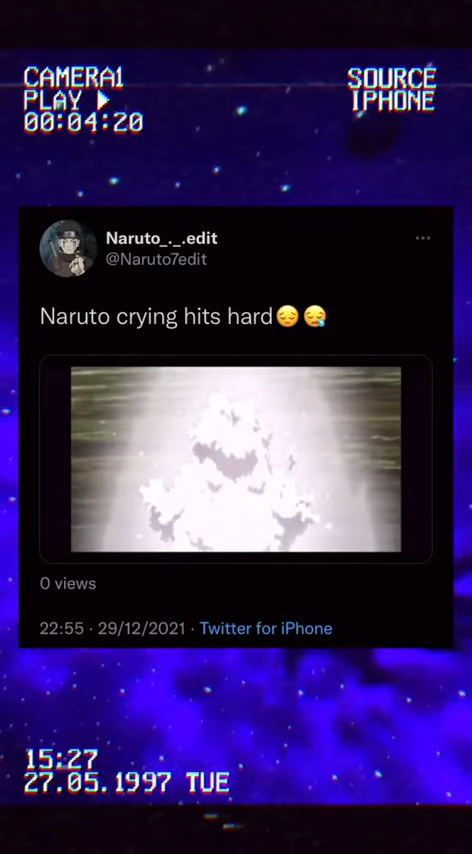 CAMERA1
PLAY
00:04:20
SOURCE
IPHONE
Naruto_._.edit
@Naruto7edit
Naruto crying hits hard😔😪
0 views
22:55 · 29/12/2021 · Twitter for iPhone
15:27
27.05.1997 TUE